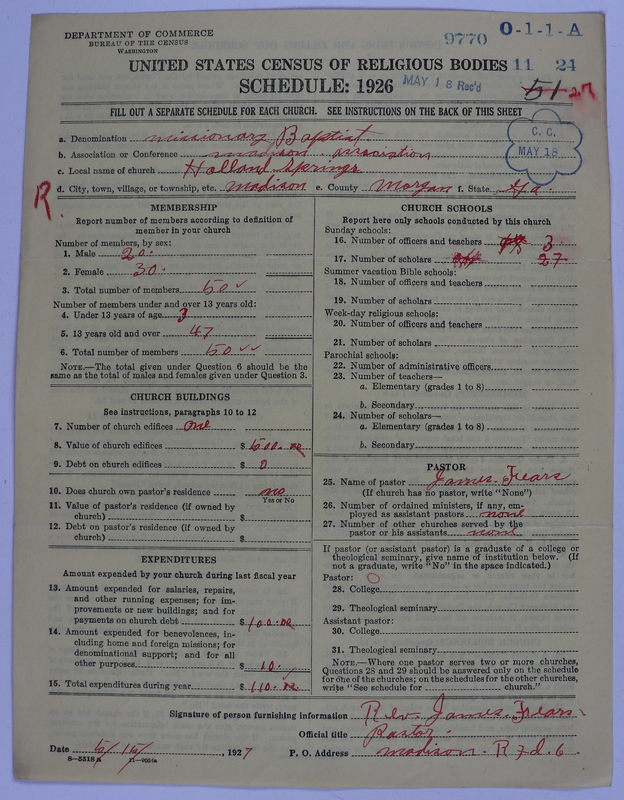 DEPARTMENT OF COMMERCE
BUREAU OF THE CENSUS
WASHINGTON
9770
O-1-1-A
UNITED STATES CENSUS OF RELIGIOUS BODIES 11 24
SCHEDULE: 1926
MAY 18 Rec'd
51
FILL OUT A SEPARATE SCHEDULE FOR EACH CHURCH. SEE INSTRUCTIONS ON THE BACK OF THIS SHEET
C. C.
MAY 18
a. Denomination missionary Baptist
b. Association or Conference madison association
c. Local name of church Holland Springs
d. City, town, village, or township, etc. madison e. County Morgan f. State Ga.
R.
MEMBERSHIP
Report number of members according to definition of
member in your church
Number of members, by sex:
1. Male 20.
2. Female 30.
3. Total number of members 50 ✓
Number of members under and over 13 years old:
4. Under 13 years of age 3
5. 13 years old and over 47
6. Total number of members 50 ✓✓
NOTE.—The total given under Question 6 should be the
same as the total of males and females given under Question 3.
CHURCH BUILDINGS
See instructions, paragraphs 10 to 12
7. Number of church edifices one
8. Value of church edifices $ 500.
9. Debt on church edifices $ 0
10. Does church own pastor's residence no
Yes or No
11. Value of pastor's residence (if owned by
church) $
12. Debt on pastor's residence (if owned by
church) $
EXPENDITURES
Amount expended by your church during last fiscal year
13. Amount expended for salaries, repairs,
and other running expenses; for im-
provements or new buildings; and for
payments on church debt $ 100.
14. Amount expended for benevolences, in-
cluding home and foreign missions; for
denominational support; and for all
other purposes $ 10.
15. Total expenditures during year $ 110.
CHURCH SCHOOLS
Report here only schools conducted by this church
Sunday schools:
16. Number of officers and teachers 3
17. Number of scholars 27
Summer vacation Bible schools:
18. Number of officers and teachers
19. Number of scholars
Week-day religious schools:
20. Number of officers and teachers
21. Number of scholars
Parochial schools:
22. Number of administrative officers
23. Number of teachers—
a. Elementary (grades 1 to 8)
b. Secondary
24. Number of scholars—
a. Elementary (grades 1 to 8)
b. Secondary
PASTOR
25. Name of pastor James Fears
(If church has no pastor, write "None")
26. Number of ordained ministers, if any, em-
ployed as assistant pastors none
27. Number of other churches served by the
pastor or his assistants none
If pastor (or assistant pastor) is a graduate of a college or
theological seminary, give name of institution below. (If
not a graduate, write "No" in the space indicated.)
Pastor: O
28. College
29. Theological seminary
Assistant pastor:
30. College
31. Theological seminary
NOTE.—Where one pastor serves two or more churches,
Questions 28 and 29 should be answered only on the schedule
for one of the churches; on the schedules for the other churches,
write "See schedule for church."
Signature of person furnishing information Rev. James Fears
Official title Pastor
Date 5/16/, 1927 P. O. Address madison. R F d. 6.
8-5518 a 11-9034a